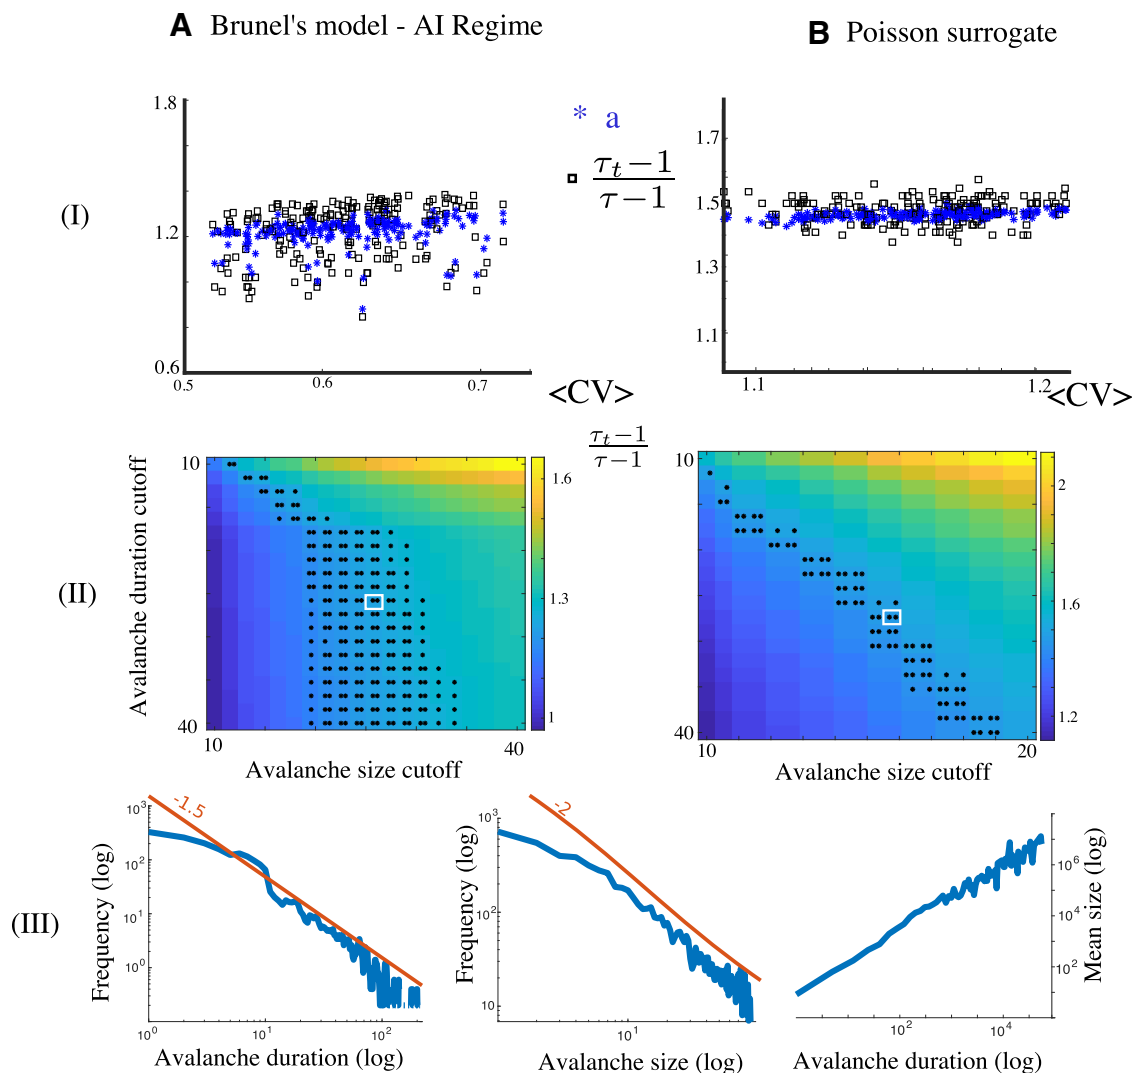 A Brunel's model - AI Regime
B Poisson surrogate
(I)
1.8
1.2
0.6
0.5
0.6
0.7
<CV>
* a
τt−1
τ−1
1.7
1.5
1.3
1.1
1.1
1.2
<CV>
(II)
Avalanche duration cutoff
10
40
10
40
Avalanche size cutoff
τt−1
τ−1
1.6
1.3
1
10
40
10
20
Avalanche size cutoff
2
1.6
1.2
(III)
Frequency (log)
10³
10²
10¹
10⁰
-1.5
10⁰
10¹
10²
Avalanche duration (log)
Frequency (log)
10³
10²
10
-2
10¹
Avalanche size (log)
10⁶
10⁴
10²
Mean size (log)
10²
10⁴
Avalanche duration (log)